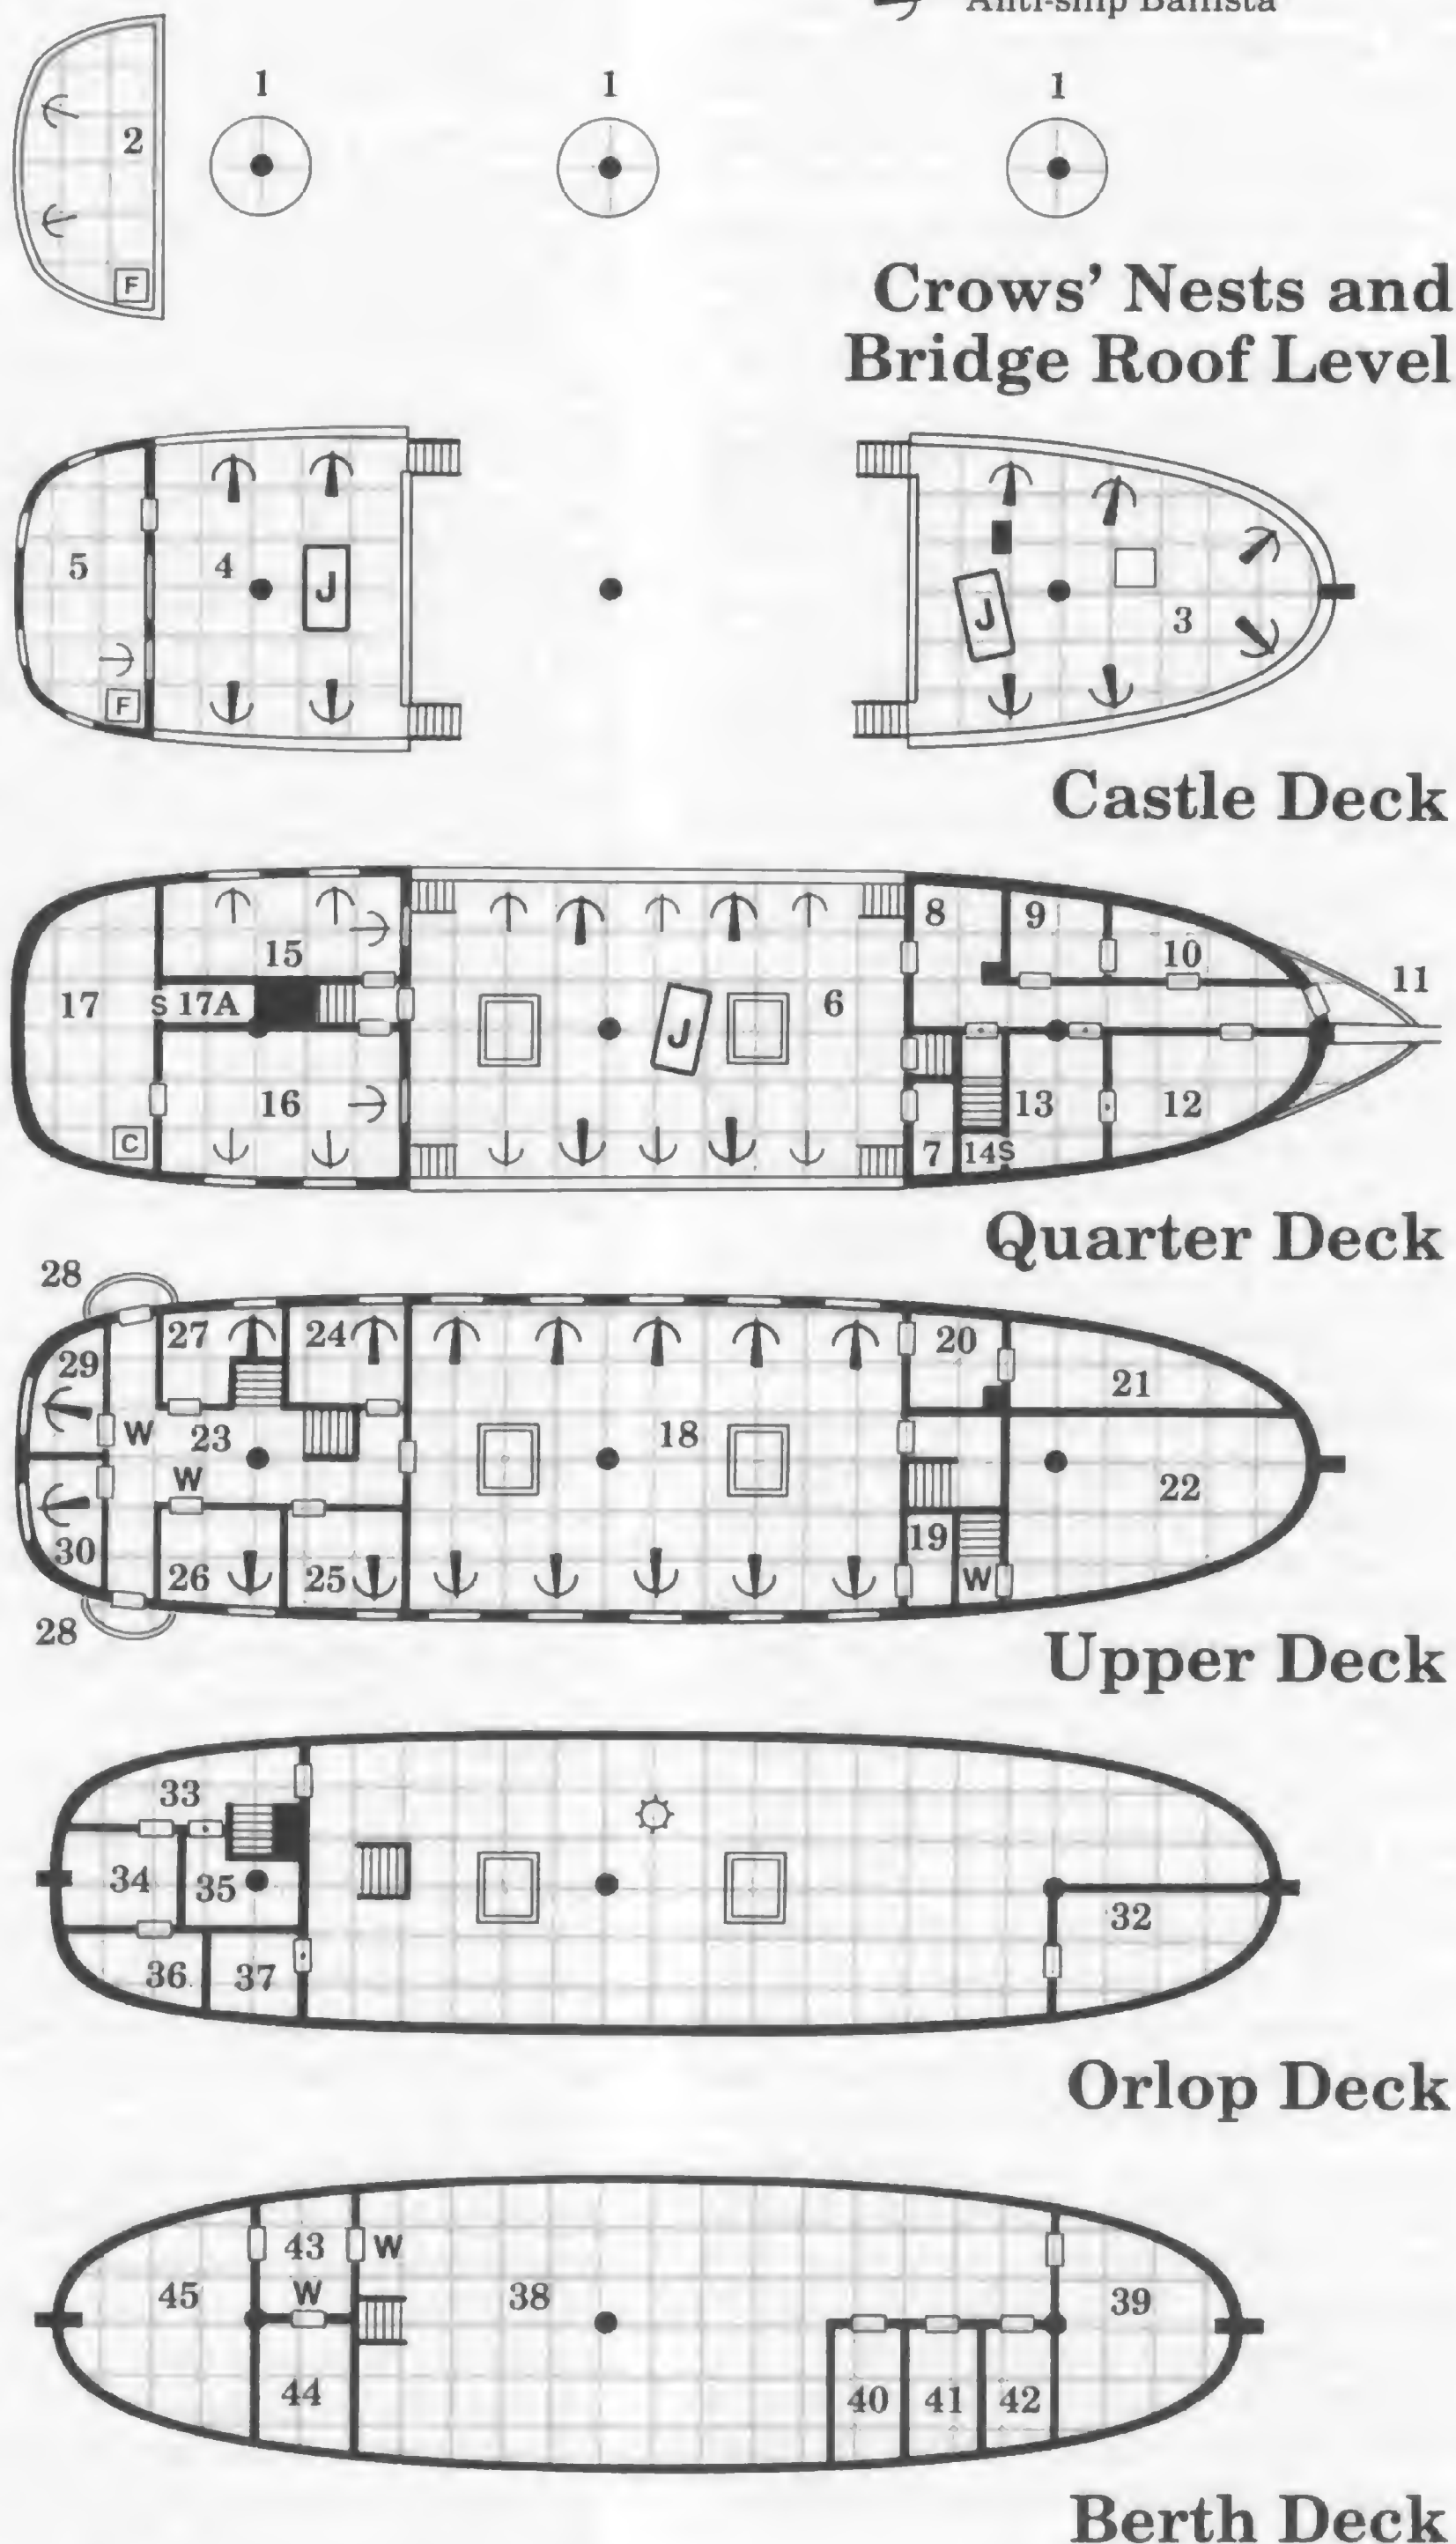 Anti-ship Ballista
1 1 1
2
F
Crows' Nests and
Bridge Roof Level
5 4 J J 3
F
Castle Deck
8 9 10 11
15
17 S 17A 6
J
16 13 12
C 7 14S
Quarter Deck
28
27 24 20
29 21
W 23 18
W 22
30 26 25 19 W
28
Upper Deck
33
34 35 32
36 37
Orlop Deck
43 W
45 W 38 39
44 40 41 42
Berth Deck